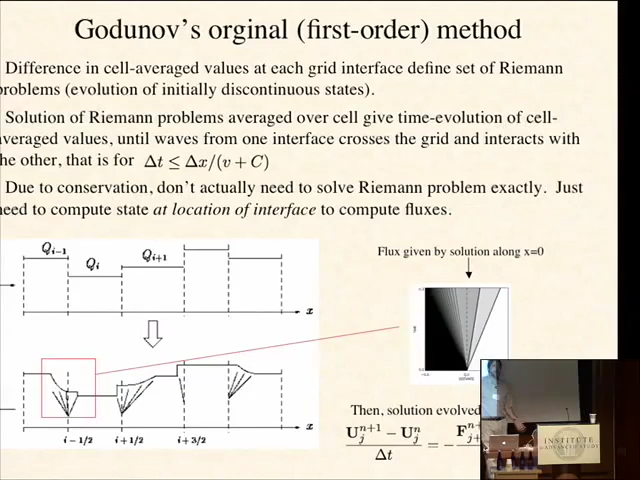 Godunov's orginal (first-order) method
Difference in cell-averaged values at each grid interface define set of Riemann
problems (evolution of initially discontinuous states).
Solution of Riemann problems averaged over cell give time-evolution of cell-
averaged values, until waves from one interface crosses the grid and interacts with
the other, that is for Δt ≤ Δx/(v + C)
Due to conservation, don't actually need to solve Riemann problem exactly. Just
need to compute state at location of interface to compute fluxes.
Q_{i-1}
Q_i
Q_{i+1}
x
Flux given by solution along x=0
x
i - 1/2
i + 1/2
i + 3/2
Then, solution evolved
U_j^{n+1} − U_j^n
Δt
= −
INSTITUTE